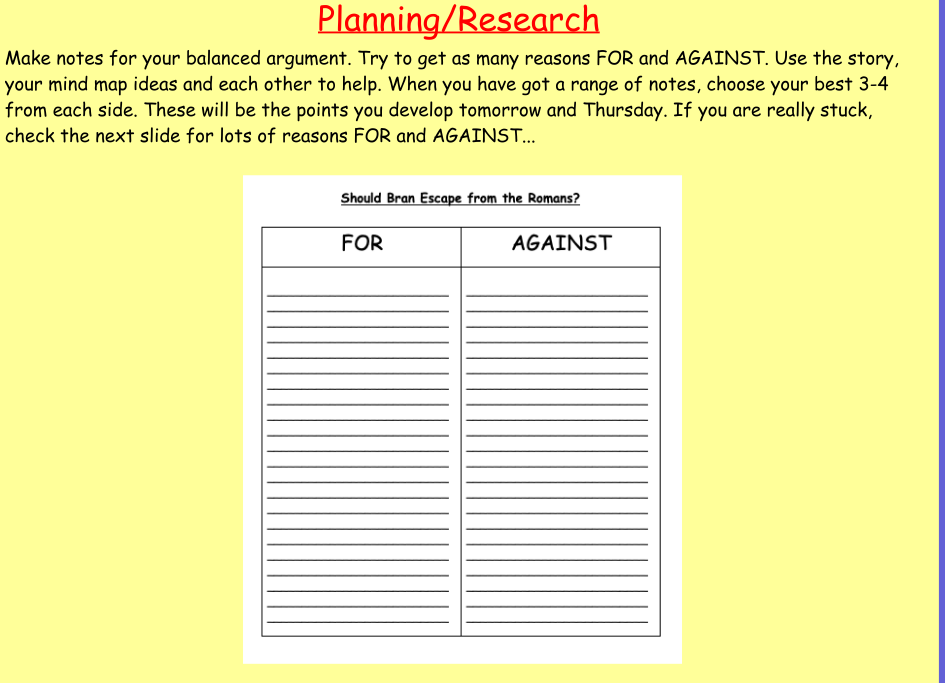 Planning/Research
Make notes for your balanced argument. Try to get as many reasons FOR and AGAINST. Use the story,
your mind map ideas and each other to help. When you have got a range of notes, choose your best 3-4
from each side. These will be the points you develop tomorrow and Thursday. If you are really stuck,
check the next slide for lots of reasons FOR and AGAINST...
Should Bran Escape from the Romans?
FOR AGAINST